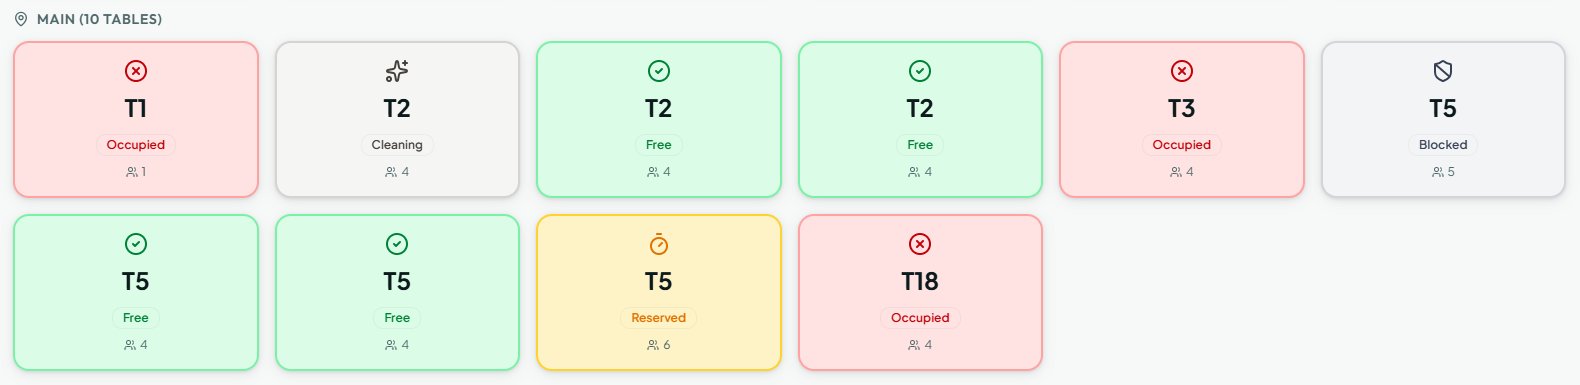 MAIN (10 TABLES)
T1
Occupied
1
T2
Cleaning
4
T2
Free
4
T2
Free
4
T3
Occupied
4
T5
Blocked
5
T5
Free
4
T5
Free
4
T5
Reserved
6
T18
Occupied
4